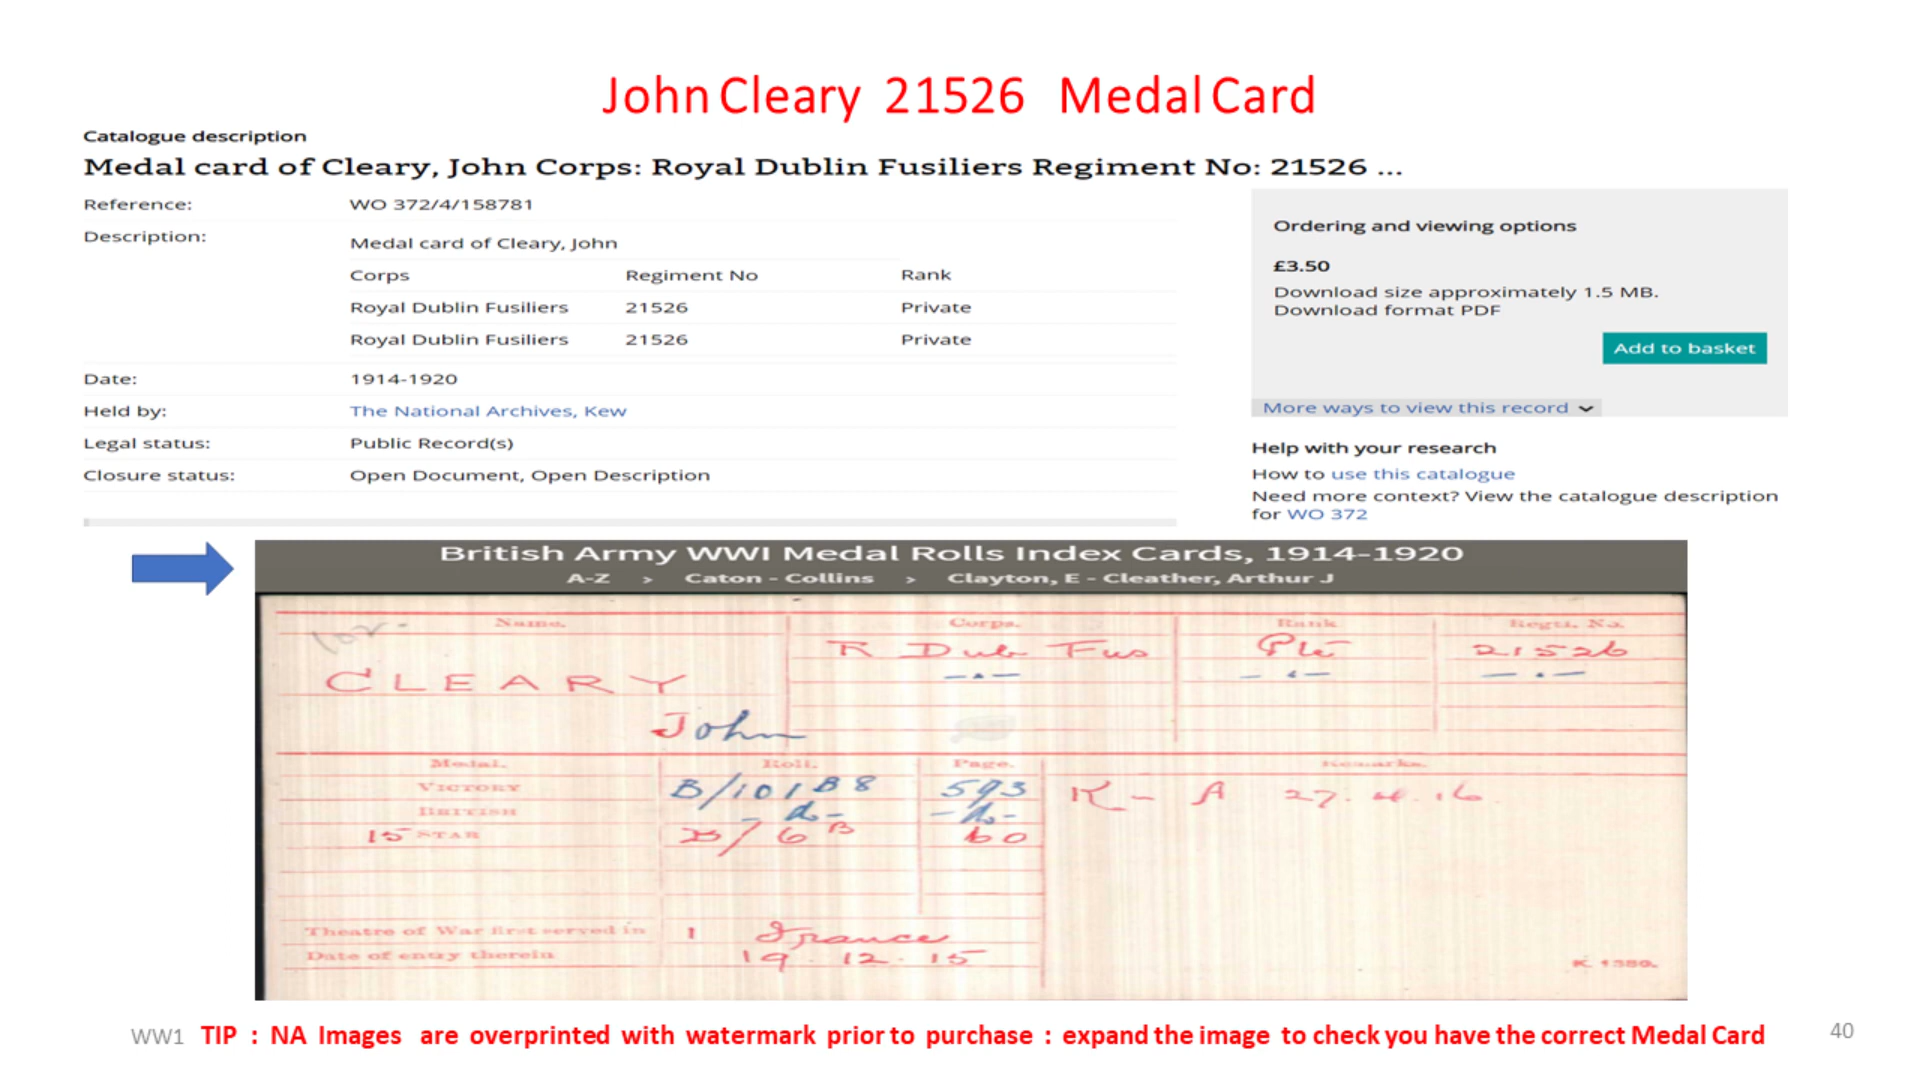 John Cleary 21526 Medal Card
Catalogue description
Medal card of Cleary, John Corps: Royal Dublin Fusiliers Regiment No: 21526 ...
Reference: WO 372/4/158781
Description: Medal card of Cleary, John
Corps Regiment No Rank
Royal Dublin Fusiliers 21526 Private
Royal Dublin Fusiliers 21526 Private
Date: 1914-1920
Held by: The National Archives, Kew
Legal status: Public Record(s)
Closure status: Open Document, Open Description
Ordering and viewing options
£3.50
Download size approximately 1.5 MB.
Download format PDF
Add to basket
More ways to view this record
Help with your research
How to use this catalogue
Need more context? View the catalogue description
for WO 372
British Army WWI Medal Rolls Index Cards, 1914-1920
A-Z > Caton - Collins > Clayton, E - Cleather, Arthur J
Name. Corps. Rank Regtl. No.
R Dub Fus Pte 21526
CLEARY
John
Medal. Roll. Page. Remarks.
VICTORY B/101 B8 593 K - A 27.4.16.
BRITISH -do- -do-
15 STAR B/6B 60
Theatre of War first served in 1 France
Date of entry therein 19.12.15
K 1380.
WW1 TIP : NA Images are overprinted with watermark prior to purchase : expand the image to check you have the correct Medal Card 40